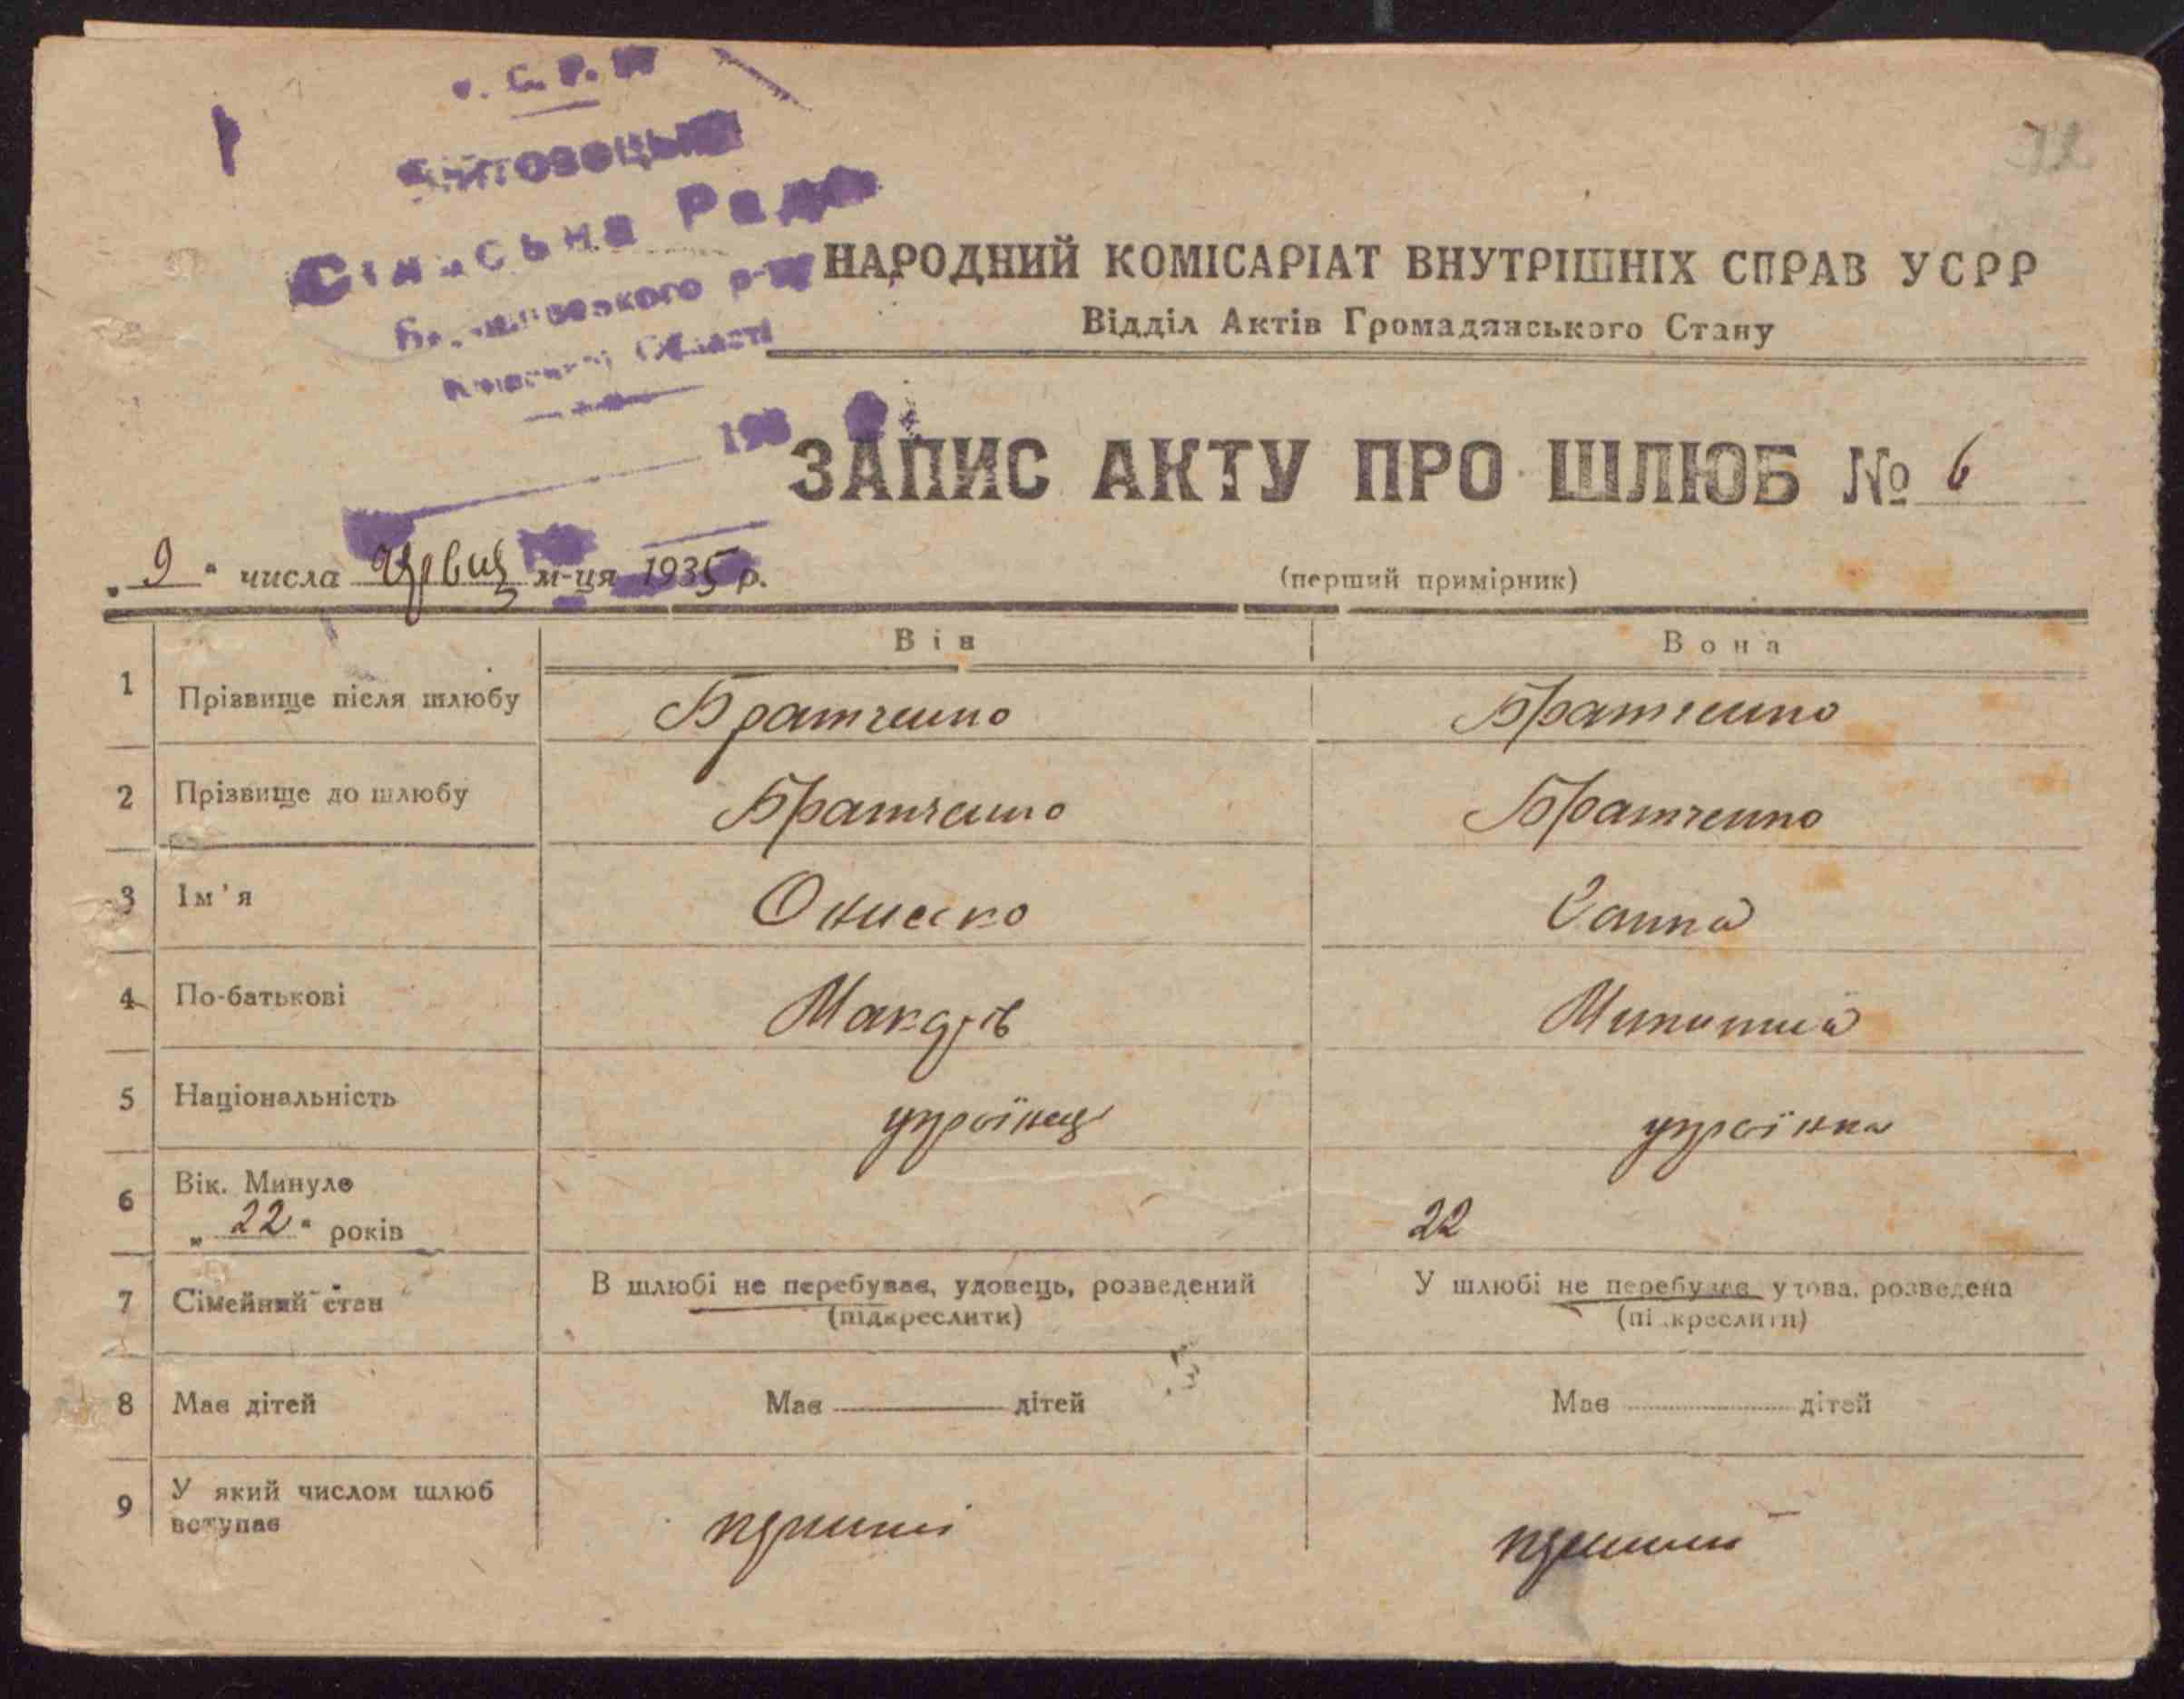 Сільська Рада
Області
193
НАРОДНИЙ КОМІСАРІАТ ВНУТРІШНІХ СПРАВ УСРР
Відділ Актів Громадянського Стану
ЗАПИС АКТУ ПРО ШЛЮБ № 6
„ 9 " числа м-ця 1935 р.
(перший примірник)
Він Вона
1 Прізвище після шлюбу Братченко Братченко
2 Прізвище до шлюбу Братченко Братченко
3 Ім'я Онисько Ганна
4 По-батькові
5 Національність українець українка
6 Вік. Минуло
„ 22 " років 22
7 Сімейний стан В шлюбі не перебуває, удовець, розведений У шлюбі не перебуває удова, розведена
(підкреслити) (підкреслити)
8 Має дітей Має дітей Має дітей
9 У який числом шлюб
вступає перший перший